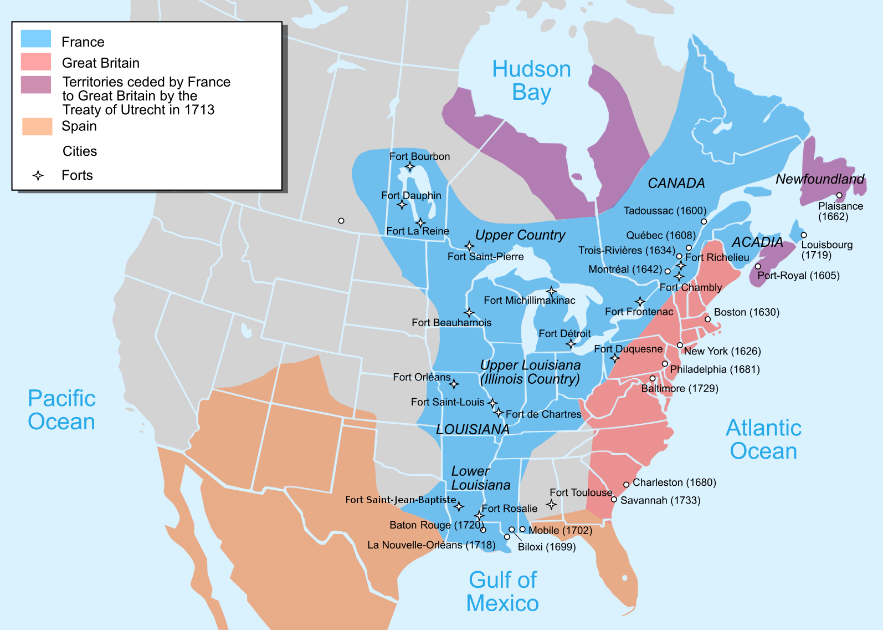 France
Great Britain
Territories ceded by France
to Great Britain by the
Treaty of Utrecht in 1713
Spain
Cities
Forts
Hudson
Bay
Fort Bourbon
Fort Dauphin
Fort La Reine
Upper Country
Fort Saint-Pierre
CANADA
Newfoundland
Plaisance
(1662)
Tadoussac (1600)
Québec (1608)
ACADIA
Louisbourg
(1719)
Trois-Rivières (1634)
Fort Richelieu
Montréal (1642)
Port-Royal (1605)
Fort Chambly
Fort Michillimakinac
Fort Frontenac
Boston (1630)
Fort Beauharnois
Fort Détroit
Fort Duquesne
New York (1626)
Upper Louisiana
(Illinois Country)
Philadelphia (1681)
Fort Orléans
Baltimore (1729)
Pacific
Ocean
Fort Saint-Louis
Fort de Chartres
LOUISIANA
Atlantic
Ocean
Lower
Louisiana
Charleston (1680)
Fort Toulouse
Savannah (1733)
Fort Saint-Jean-Baptiste
Fort Rosalie
Baton Rouge (1720)
Mobile (1702)
La Nouvelle-Orléans (1718)
Biloxi (1699)
Gulf of
Mexico